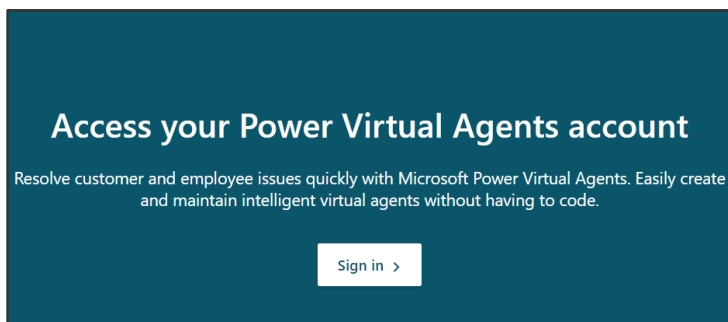 Access your Power Virtual Agents account
Resolve customer and employee issues quickly with Microsoft Power Virtual Agents. Easily create
and maintain intelligent virtual agents without having to code.
Sign in >